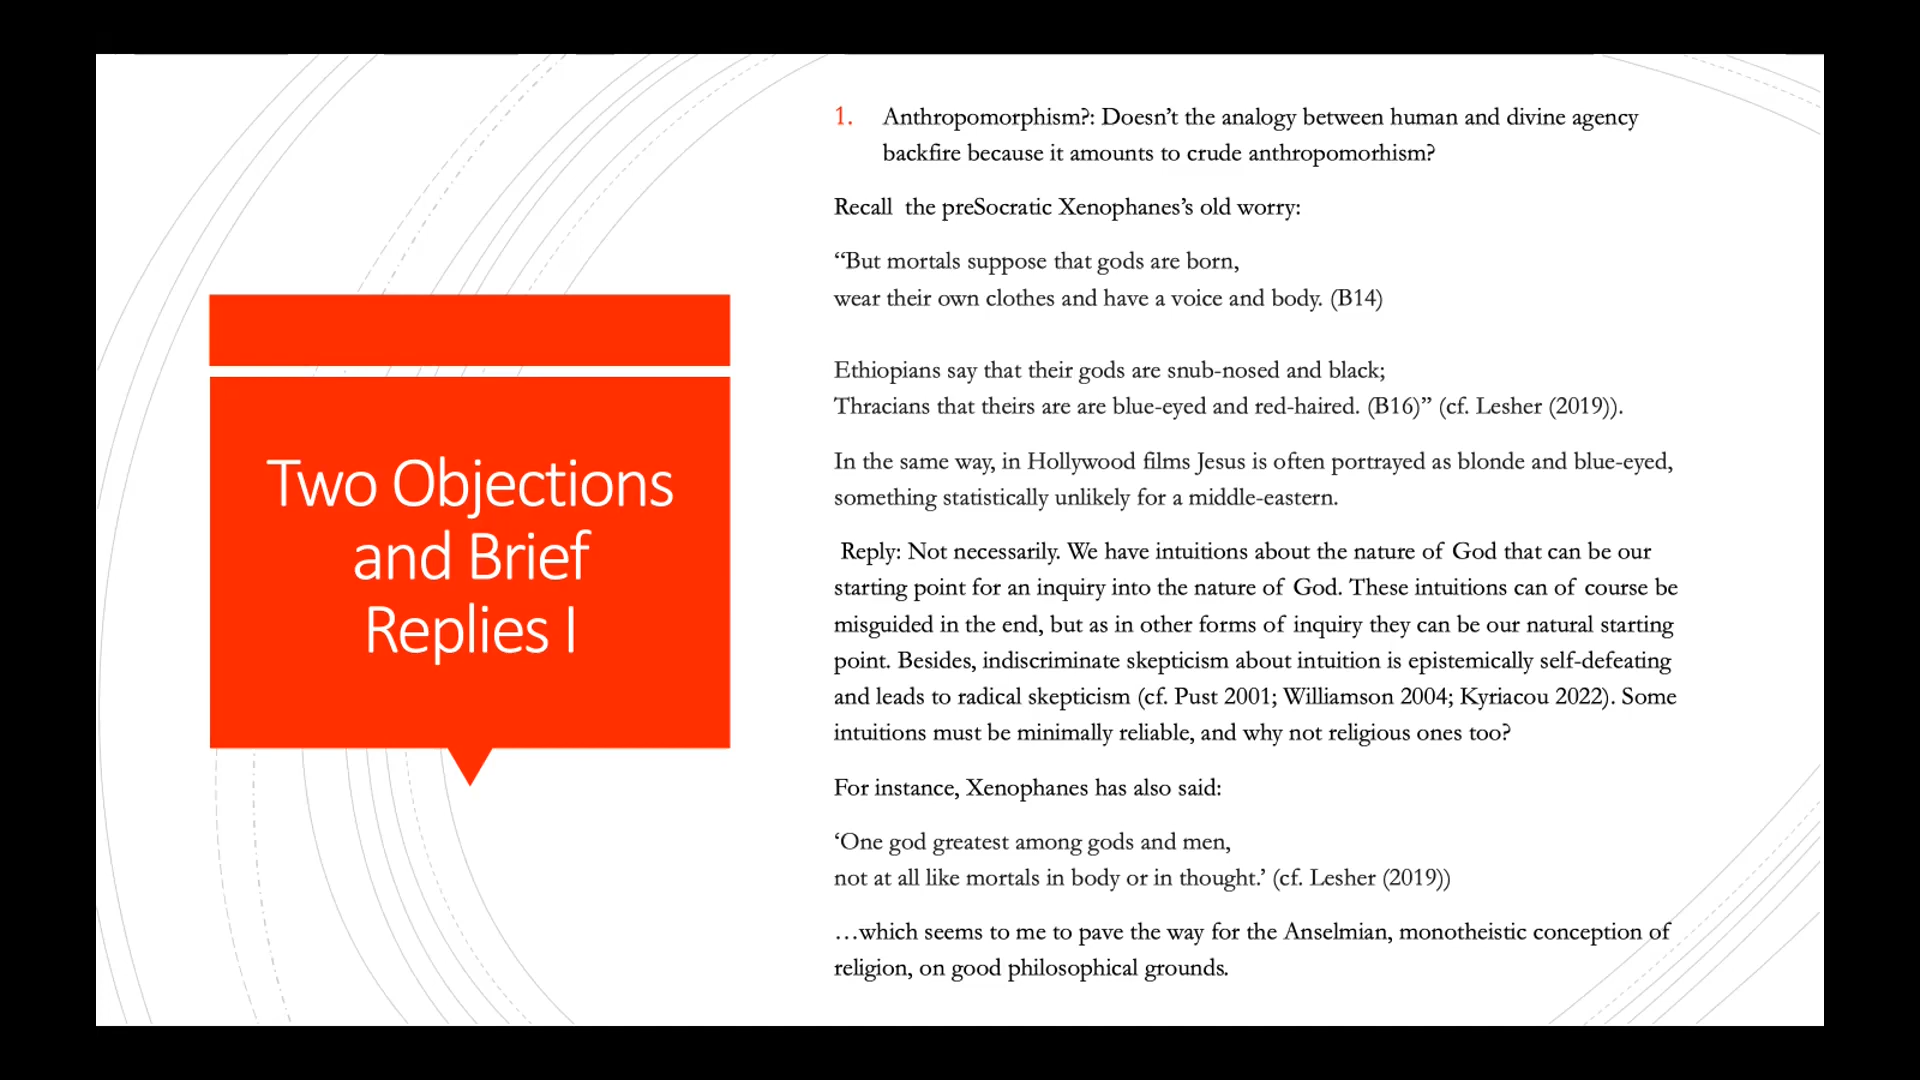 Two Objections
and Brief
Replies I
1. Anthropomorphism?: Doesn’t the analogy between human and divine agency
backfire because it amounts to crude anthropomorhism?
Recall the preSocratic Xenophanes’s old worry:
“But mortals suppose that gods are born,
wear their own clothes and have a voice and body. (B14)
Ethiopians say that their gods are snub-nosed and black;
Thracians that theirs are are blue-eyed and red-haired. (B16)” (cf. Lesher (2019)).
In the same way, in Hollywood films Jesus is often portrayed as blonde and blue-eyed,
something statistically unlikely for a middle-eastern.
Reply: Not necessarily. We have intuitions about the nature of God that can be our
starting point for an inquiry into the nature of God. These intuitions can of course be
misguided in the end, but as in other forms of inquiry they can be our natural starting
point. Besides, indiscriminate skepticism about intuition is epistemically self-defeating
and leads to radical skepticism (cf. Pust 2001; Williamson 2004; Kyriacou 2022). Some
intuitions must be minimally reliable, and why not religious ones too?
For instance, Xenophanes has also said:
‘One god greatest among gods and men,
not at all like mortals in body or in thought.’ (cf. Lesher (2019))
…which seems to me to pave the way for the Anselmian, monotheistic conception of
religion, on good philosophical grounds.